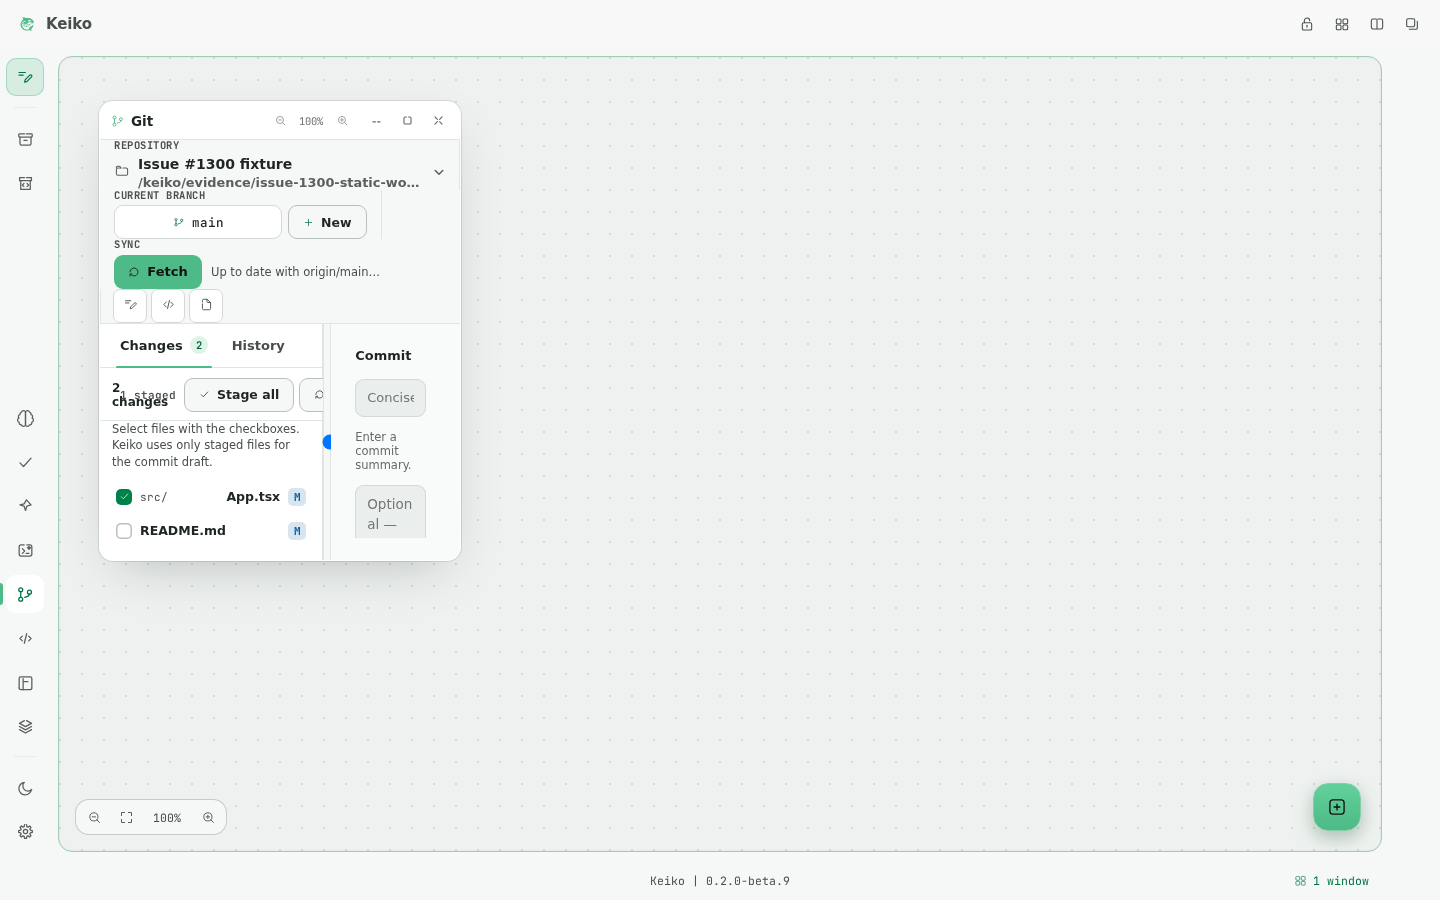 Keiko
Git
100%
REPOSITORY
Issue #1300 fixture
/keiko/evidence/issue-1300-static-wo…
CURRENT BRANCH
main
New
SYNC
Fetch
Up to date with origin/main…
Changes 2
History
2 changes
1 staged
Stage all
Select files with the checkboxes.
Keiko uses only staged files for
the commit draft.
src/
App.tsx
M
README.md
M
Commit
Concise
Enter a
commit
summary.
Option
al —
100%
Keiko | 0.2.0-beta.9
1 window